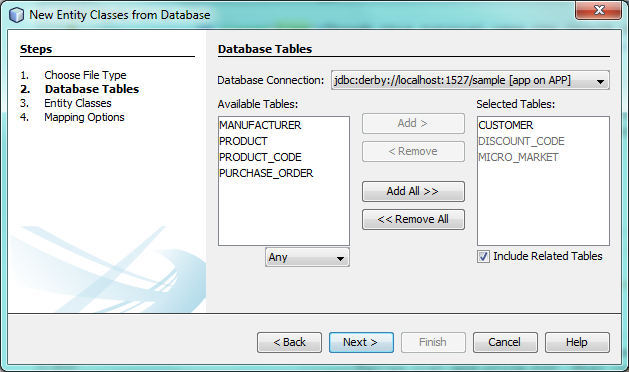 New Entity Classes from Database
Steps
1. Choose File Type
2. Database Tables
3. Entity Classes
4. Mapping Options
Database Tables
Database Connection: jdbc:derby://localhost:1527/sample [app on APP]
Available Tables:
MANUFACTURER
PRODUCT
PRODUCT_CODE
PURCHASE_ORDER
Any
Add >
< Remove
Add All >>
<< Remove All
Selected Tables:
CUSTOMER
DISCOUNT_CODE
MICRO_MARKET
Include Related Tables
< Back Next > Finish Cancel Help